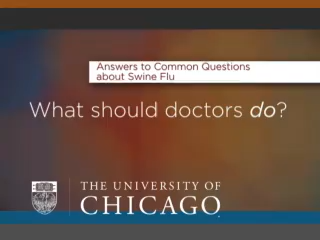 Answers to Common Questions
about Swine Flu
What should doctors do?
THE UNIVERSITY OF
CHICAGO